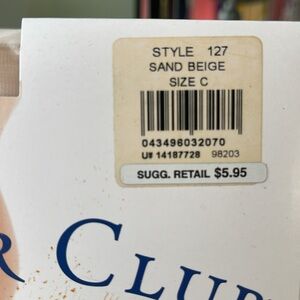 STYLE 127
SAND BEIGE
SIZE C
043496032070
U# 14187728 98203
SUGG. RETAIL $5.95
R CLUB